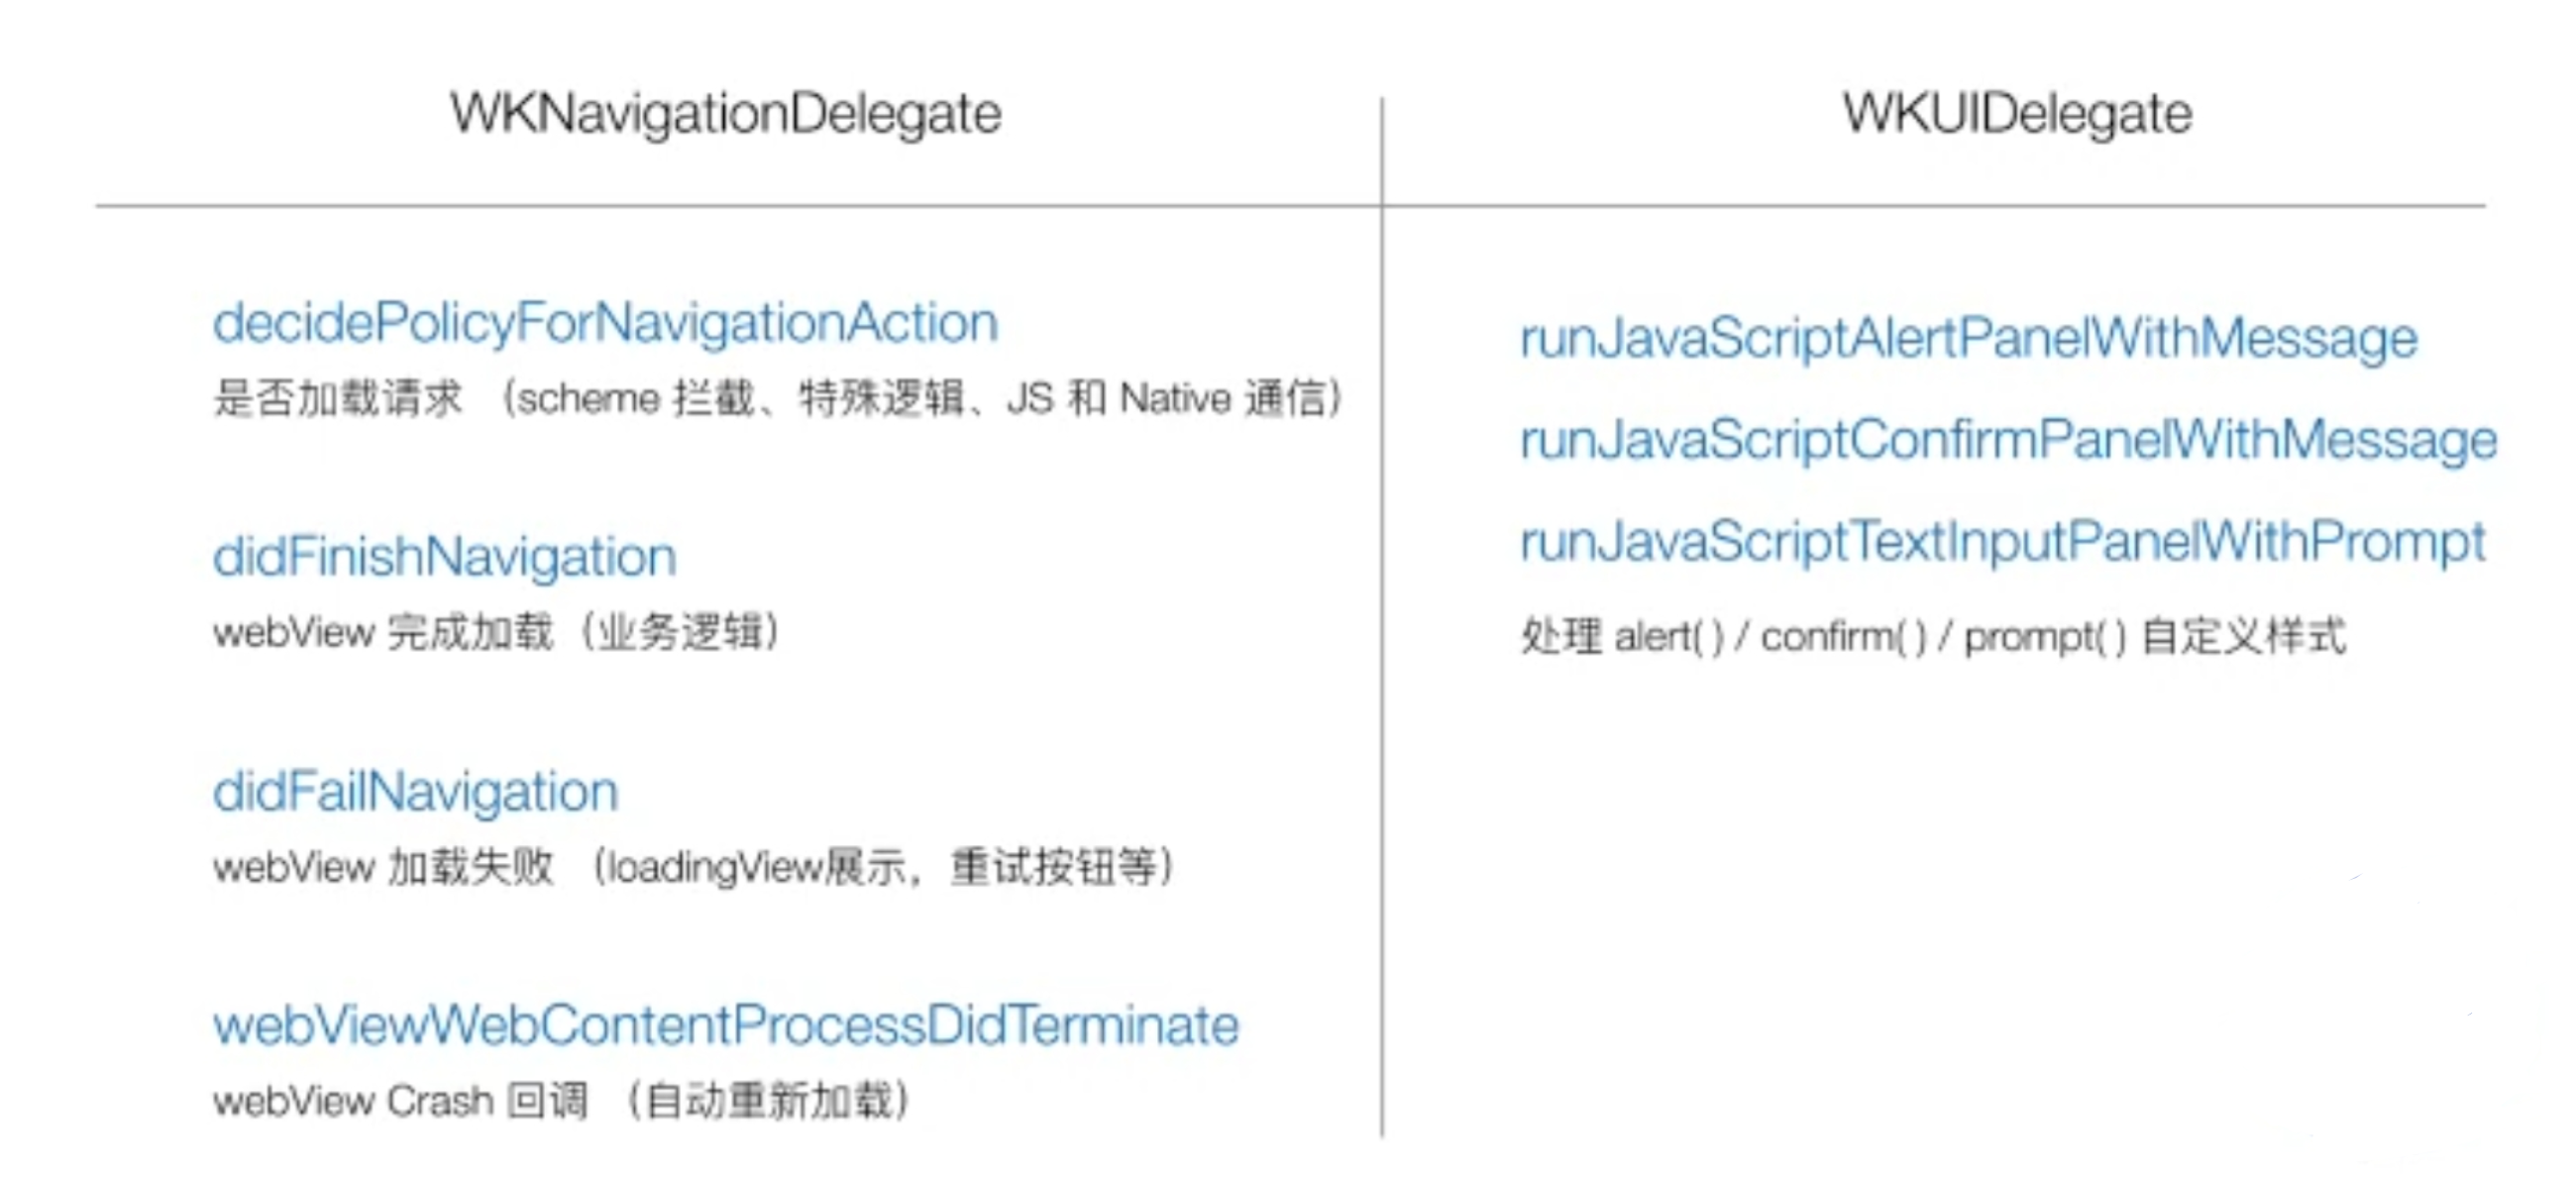 WKNavigationDelegate
decidePolicyForNavigationAction
是否加载请求 （scheme 拦截、特殊逻辑、JS 和 Native 通信）
didFinishNavigation
webView 完成加载（业务逻辑）
didFailNavigation
webView 加载失败 （loadingView展示，重试按钮等）
webViewWebContentProcessDidTerminate
webView Crash 回调 （自动重新加载）
WKUIDelegate
runJavaScriptAlertPanelWithMessage
runJavaScriptConfirmPanelWithMessage
runJavaScriptTextInputPanelWithPrompt
处理 alert( ) / confirm( ) / prompt( ) 自定义样式